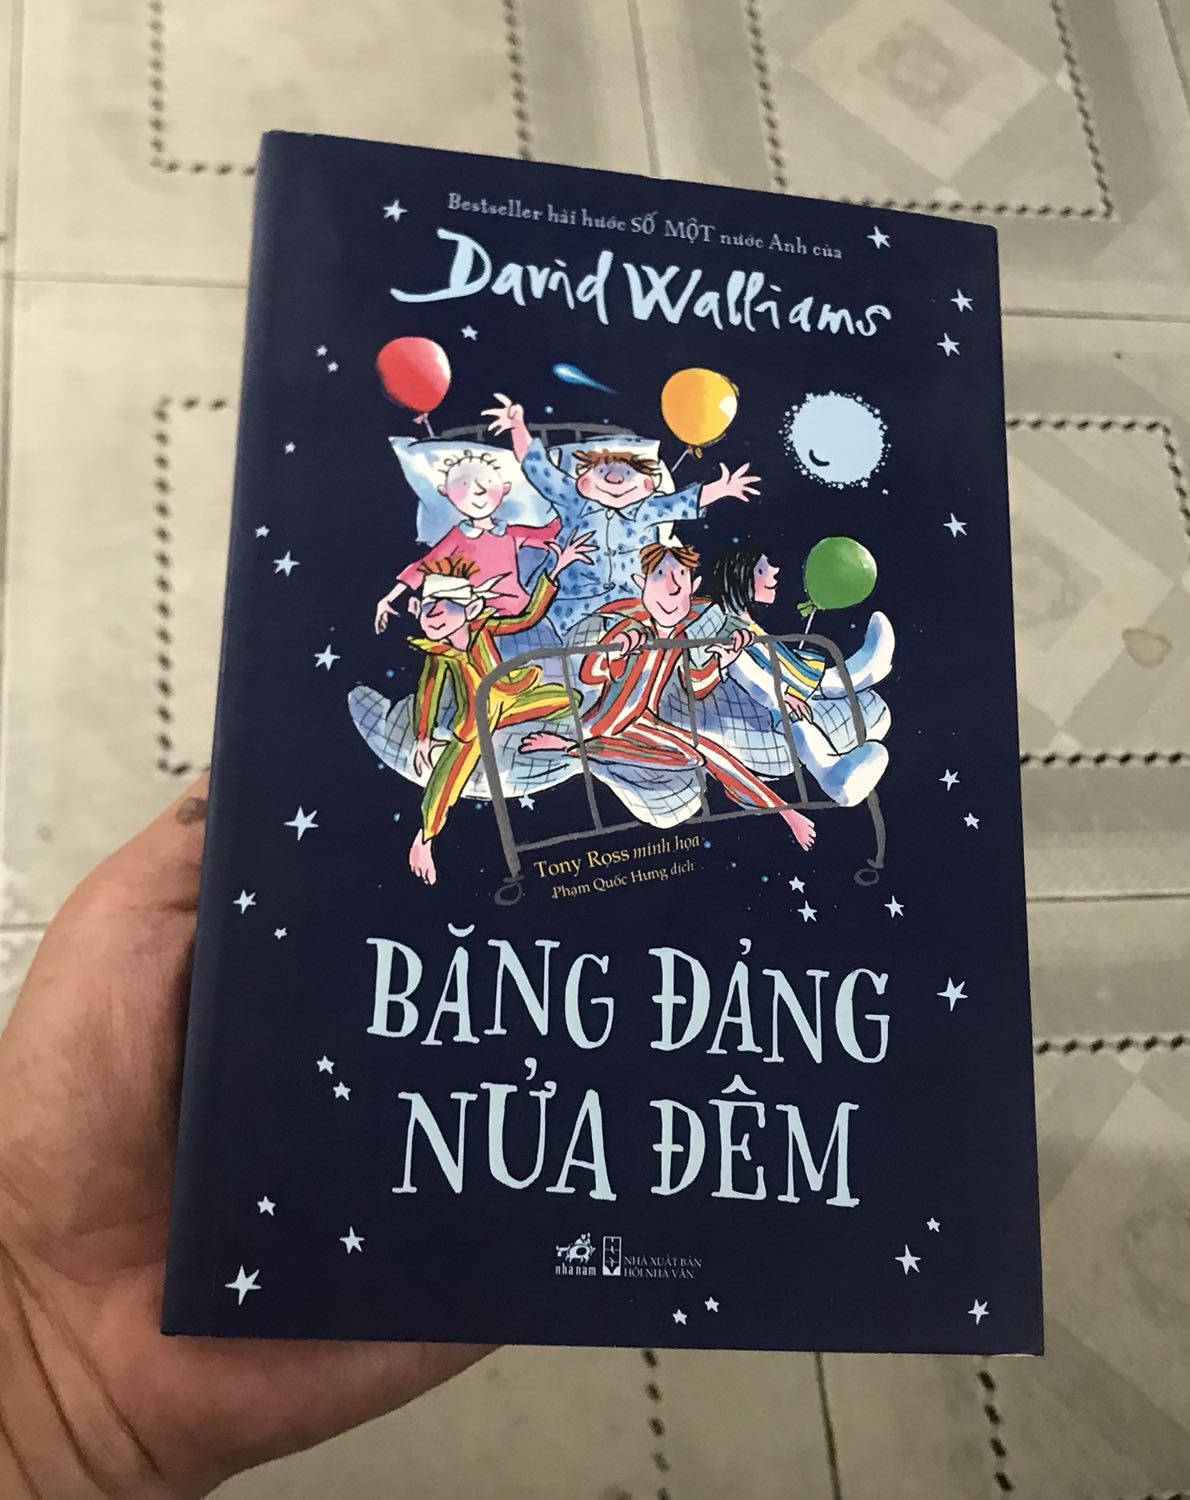 Bestseller hài hước SỐ MỘT nước Anh của
David Walliams
Tony Ross minh họa
Phạm Quốc Hưng dịch
BĂNG ĐẢNG
NỬA ĐÊM
nhã nam
NHÀ XUẤT BẢN
HỘI NHÀ VĂN